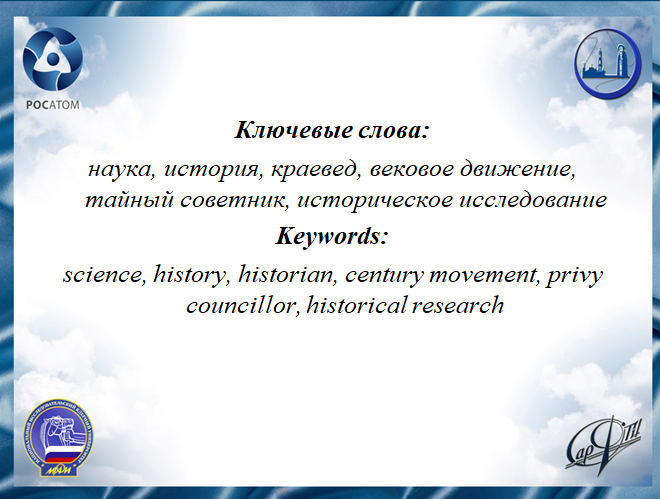 РОСАТОМ
Ключевые слова:
наука, история, краевед, вековое движение,
тайный советник, историческое исследование
Keywords:
science, history, historian, century movement, privy
councillor, historical research
СарФТИ